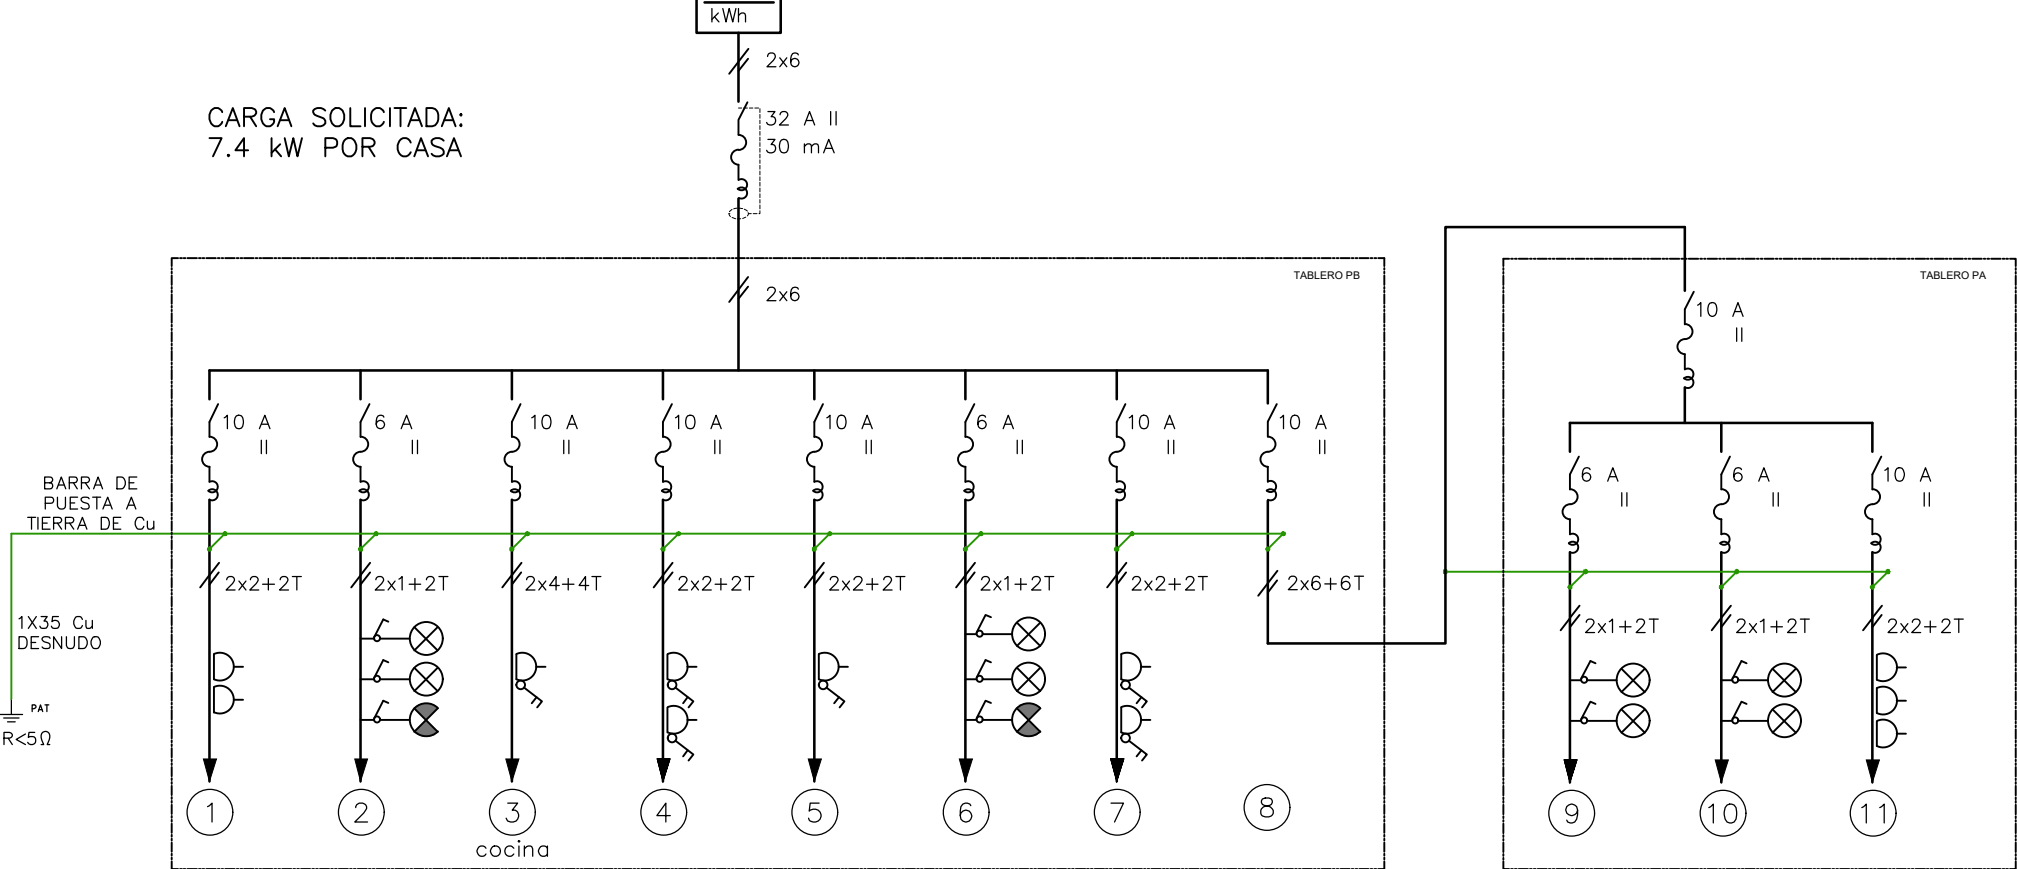 kWh
2x6
CARGA SOLICITADA:
7.4 kW POR CASA
32 A II
30 mA
TABLERO PB
TABLERO PA
2x6
10 A
II
10 A
II
6 A
II
10 A
II
10 A
II
10 A
II
6 A
II
10 A
II
10 A
II
6 A
II
6 A
II
10 A
II
BARRA DE
PUESTA A
TIERRA DE Cu
2x2+2T
2x1+2T
2x4+4T
2x2+2T
2x2+2T
2x1+2T
2x2+2T
2x6+6T
2x1+2T
2x1+2T
2x2+2T
1X35 Cu
DESNUDO
PAT
R<5Ω
1
2
3
4
5
6
7
8
9
10
11
cocina